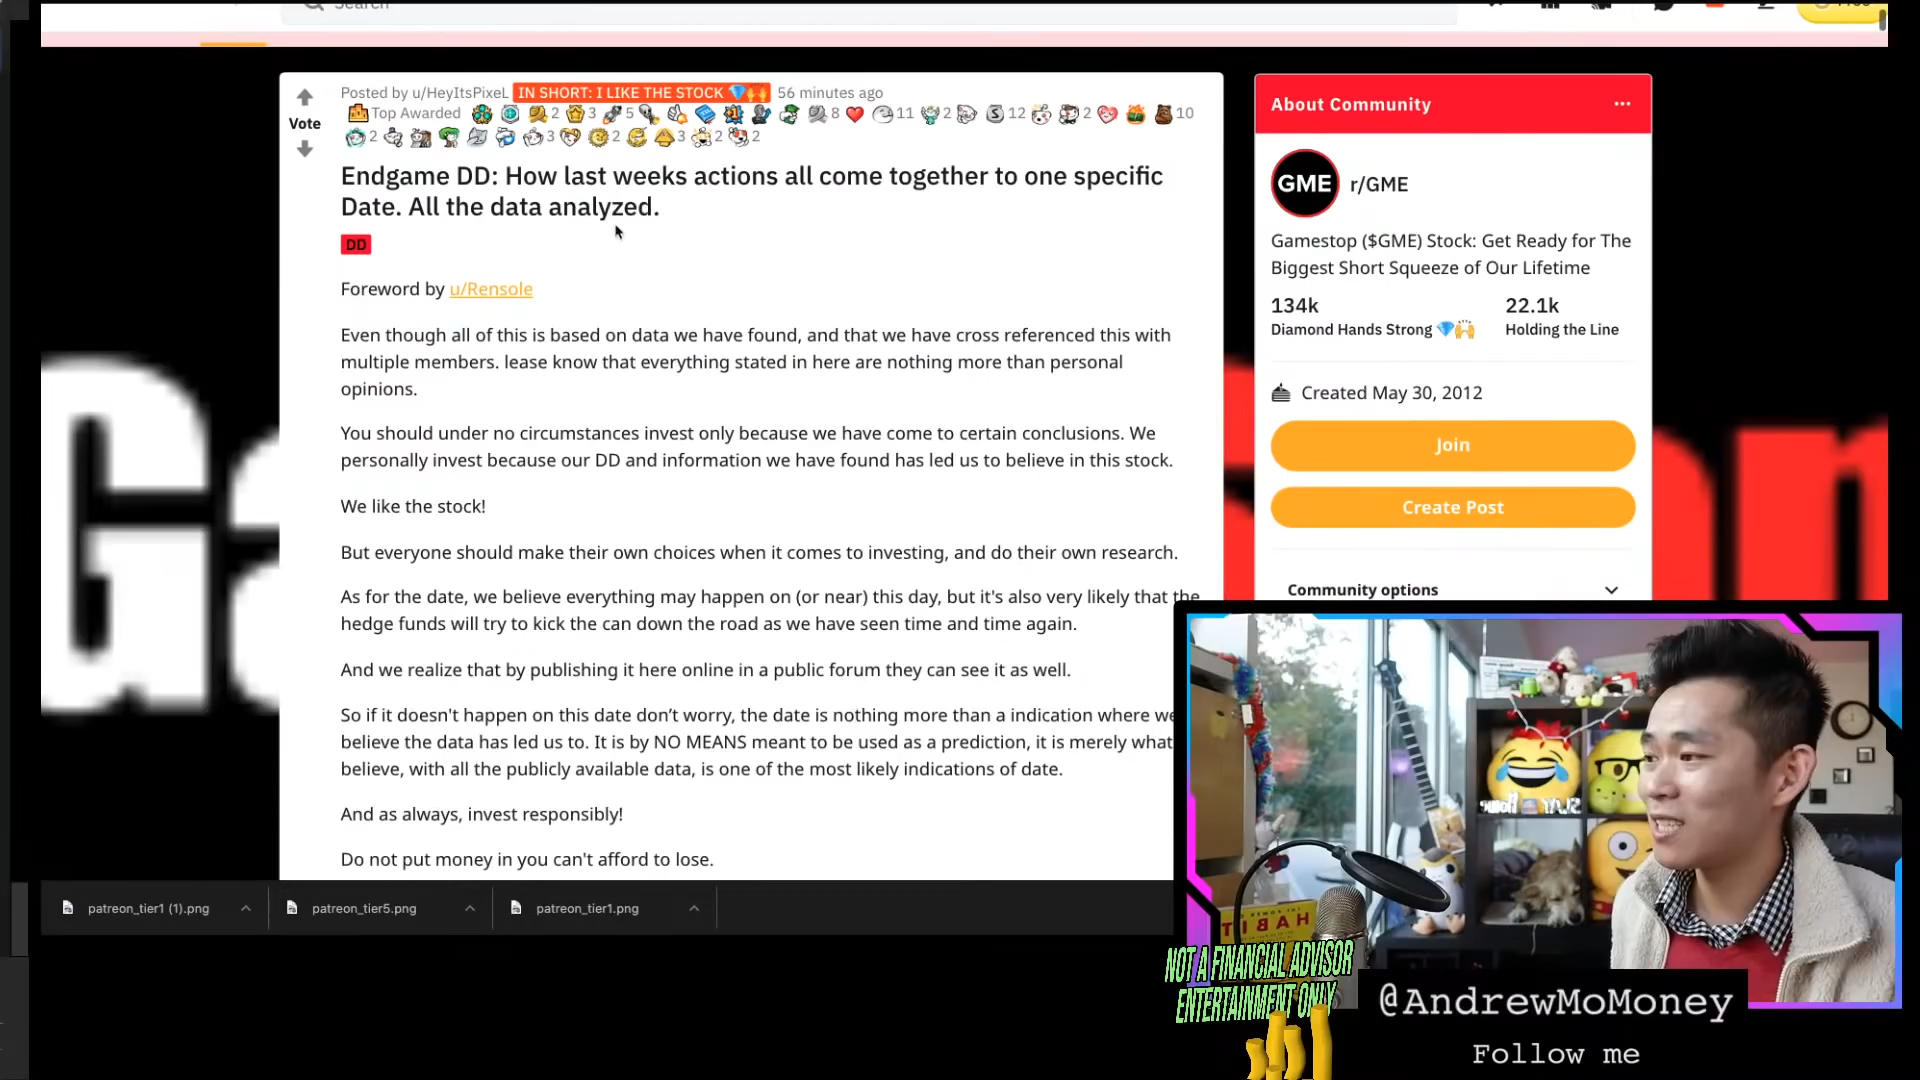 Search
Free
Posted by u/HeyItsPixeL IN SHORT: I LIKE THE STOCK 💎🙌 56 minutes ago
Top Awarded 2 3 5 8 11 2 12 2 10
2 3 2 3 2 2
Vote
Endgame DD: How last weeks actions all come together to one specific
Date. All the data analyzed.
DD
Foreword by u/Rensole
Even though all of this is based on data we have found, and that we have cross referenced this with
multiple members. lease know that everything stated in here are nothing more than personal
opinions.
You should under no circumstances invest only because we have come to certain conclusions. We
personally invest because our DD and information we have found has led us to believe in this stock.
We like the stock!
But everyone should make their own choices when it comes to investing, and do their own research.
As for the date, we believe everything may happen on (or near) this day, but it's also very likely that the
hedge funds will try to kick the can down the road as we have seen time and time again.
And we realize that by publishing it here online in a public forum they can see it as well.
So if it doesn't happen on this date don’t worry, the date is nothing more than a indication where we
believe the data has led us to. It is by NO MEANS meant to be used as a prediction, it is merely what
believe, with all the publicly available data, is one of the most likely indications of date.
And as always, invest responsibly!
Do not put money in you can't afford to lose.
About Community
GME r/GME
Gamestop ($GME) Stock: Get Ready for The
Biggest Short Squeeze of Our Lifetime
134k
Diamond Hands Strong 💎🙌
22.1k
Holding the Line
Created May 30, 2012
Join
Create Post
Community options
patreon_tier1 (1).png
patreon_tier5.png
patreon_tier1.png
HABIT
NOT A FINANCIAL ADVISOR
ENTERTAINMENT ONLY
@AndrewMoMoney
Follow me